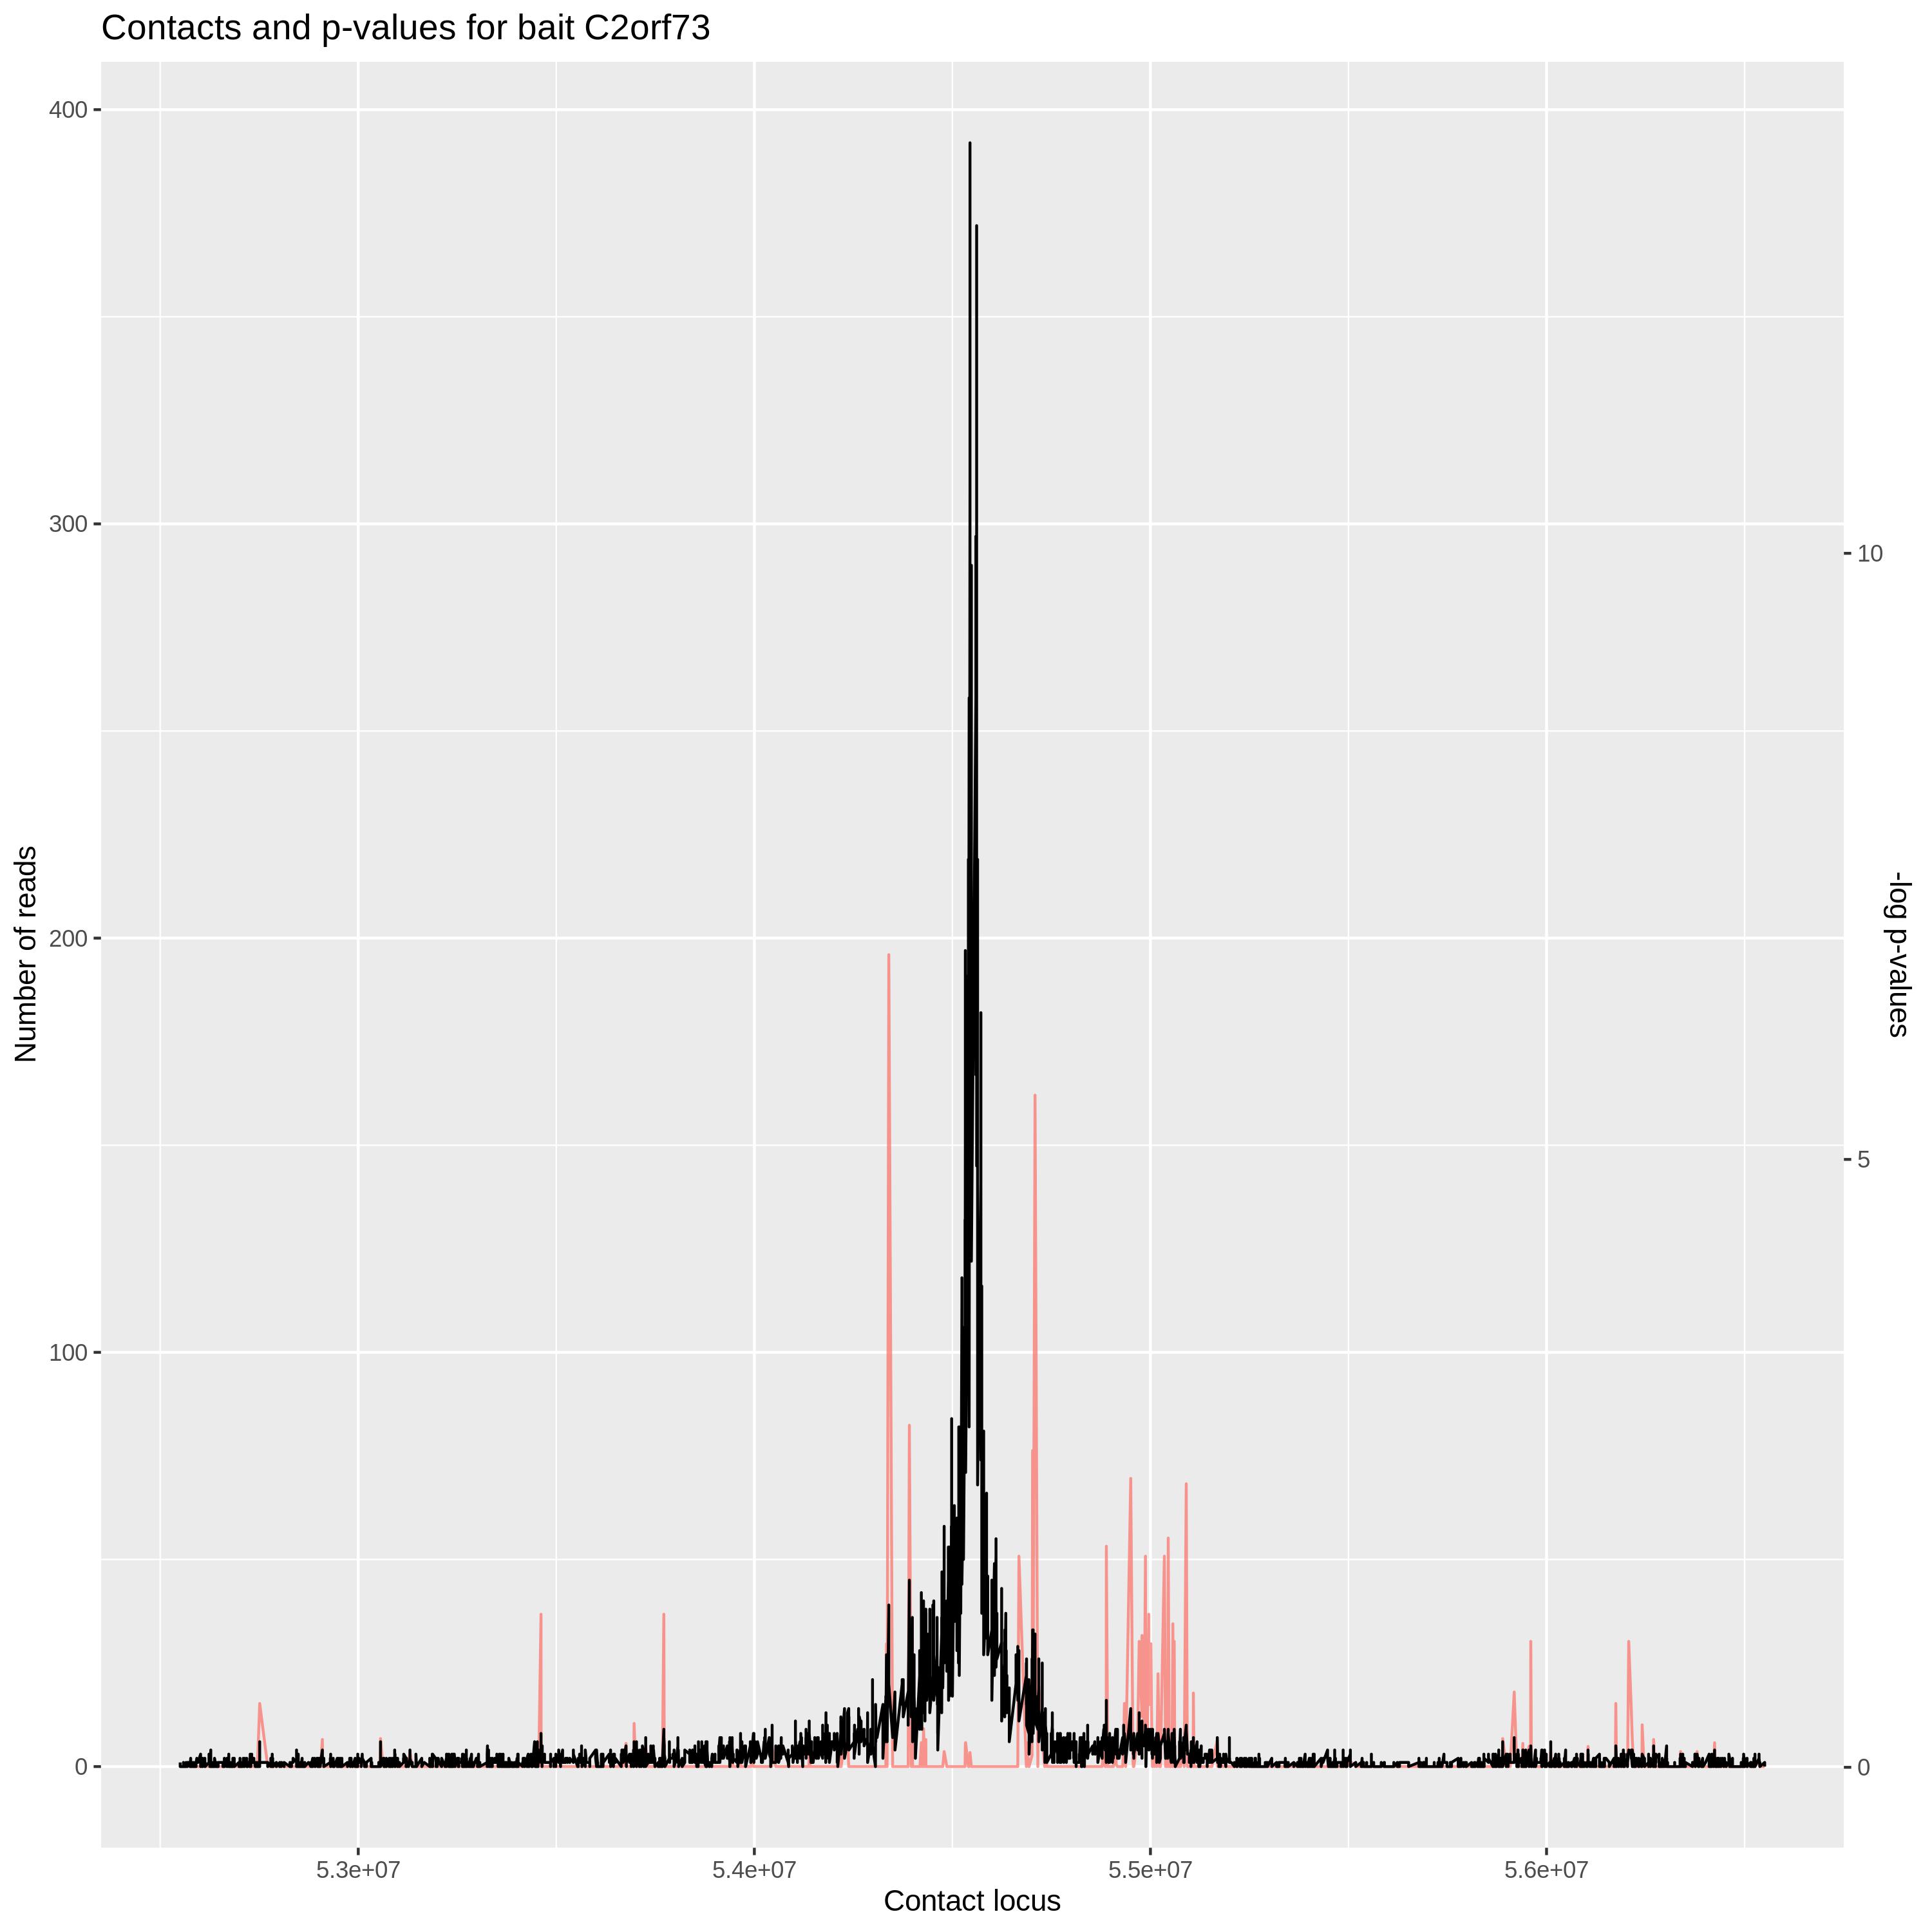 Contacts and p-values for bait C2orf73
400
300
200
100
0
Number of reads
10
5
0
-log p-values
5.3e+07
5.4e+07
5.5e+07
5.6e+07
Contact locus